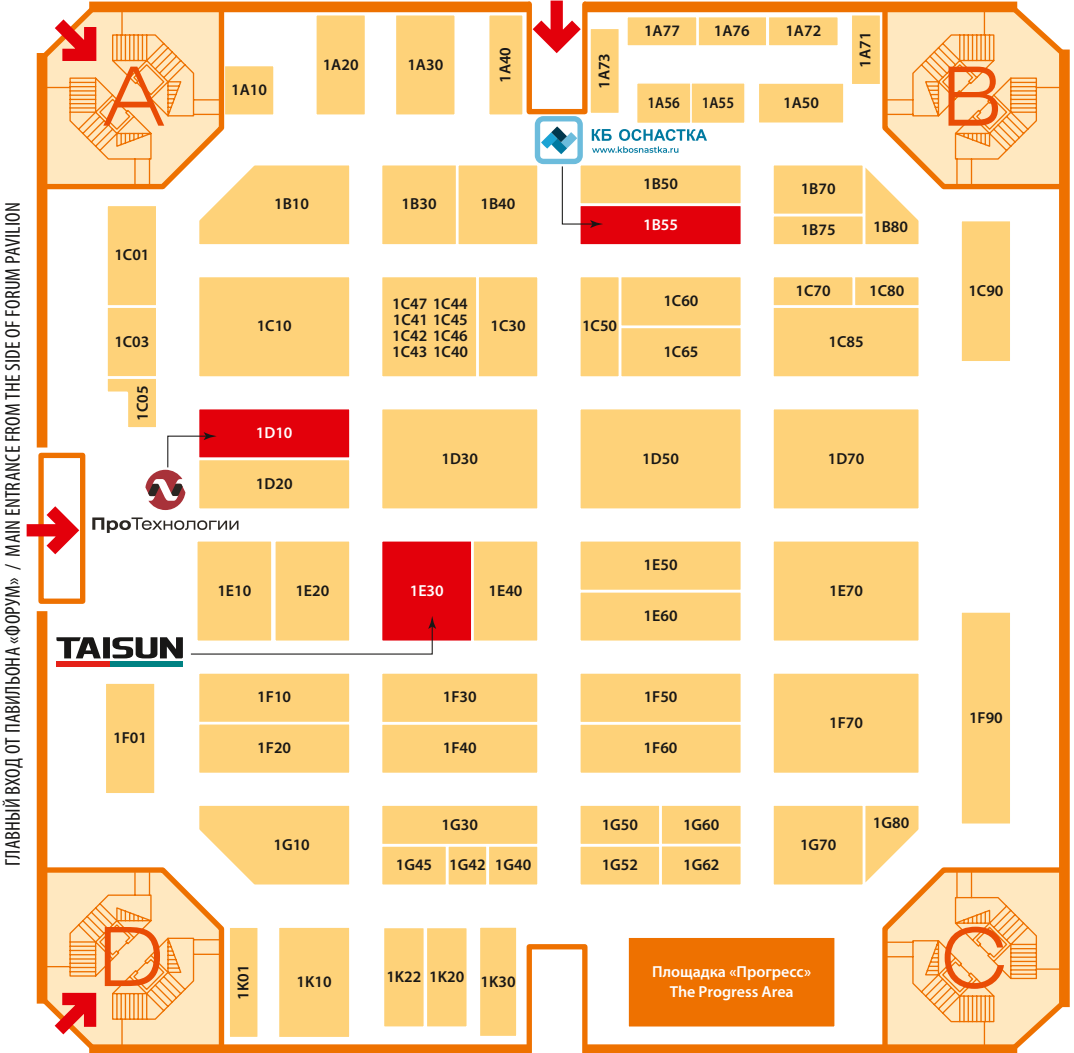 A
B
1A10
1A20
1A30
1A40
1A73
1A77
1A76
1A72
1A71
1A56
1A55
1A50
КБ ОСНАСТКА
www.kbosnastka.ru
1B10
1B30
1B40
1B50
1B55
1B70
1B75
1B80
1C01
1C03
1C05
1C10
1C47 1C44
1C41 1C45
1C42 1C46
1C43 1C40
1C30
1C50
1C60
1C65
1C70
1C80
1C85
1C90
1D10
1D20
1D30
1D50
1D70
ПроТехнологии
ГЛАВНЫЙ ВХОД ОТ ПАВИЛЬОНА «ФОРУМ» / MAIN ENTRANCE FROM THE SIDE OF FORUM PAVILION
1E10
1E20
1E30
1E40
1E50
1E60
1E70
TAISUN
1F01
1F10
1F20
1F30
1F40
1F50
1F60
1F70
1F90
1G10
1G30
1G45
1G42
1G40
1G50
1G60
1G52
1G62
1G70
1G80
D
C
1K01
1K10
1K22
1K20
1K30
Площадка «Прогресс»
The Progress Area